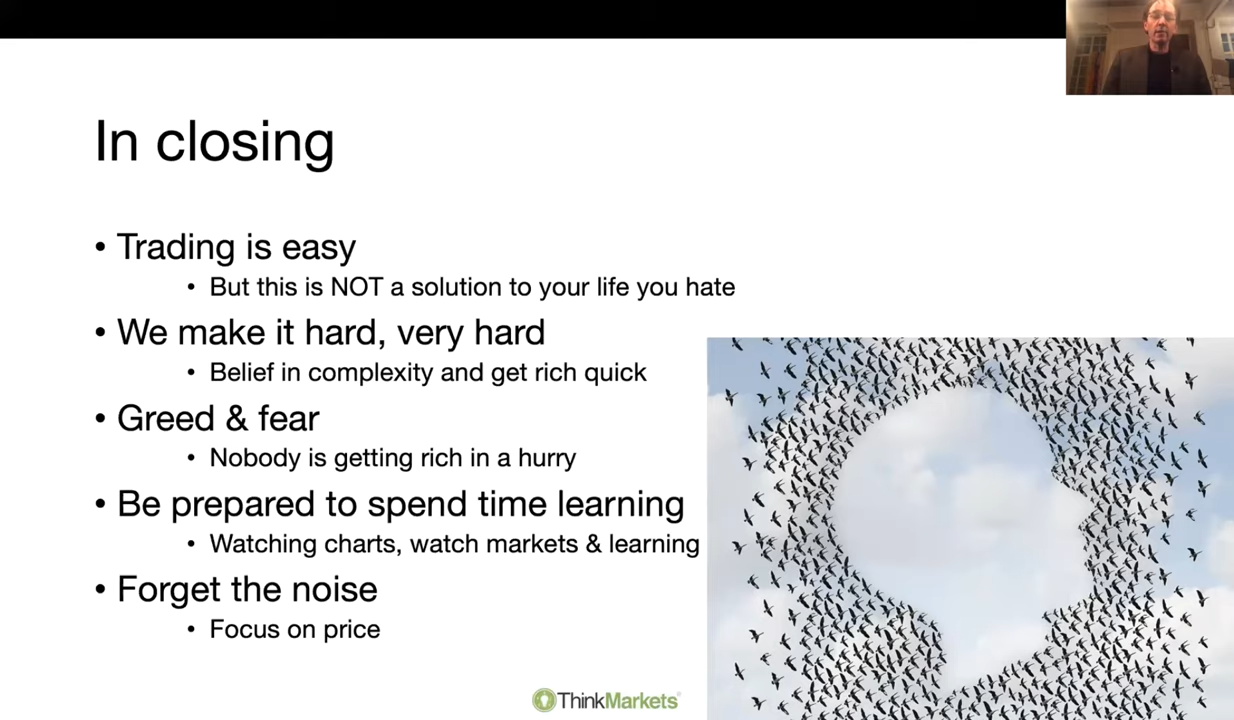 In closing
• Trading is easy
• But this is NOT a solution to your life you hate
• We make it hard, very hard
• Belief in complexity and get rich quick
• Greed & fear
• Nobody is getting rich in a hurry
• Be prepared to spend time learning
• Watching charts, watch markets & learning
• Forget the noise
• Focus on price
ThinkMarkets